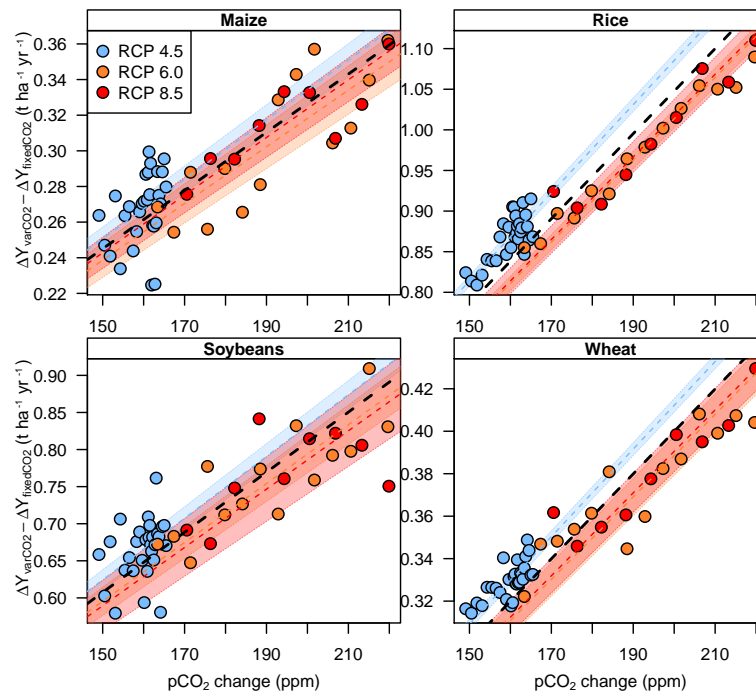 Maize
Rice
0.36
0.33
0.30
0.28
0.26
0.24
0.22
ΔY_varCO2 − ΔY_fixedCO2 (t ha⁻¹ yr⁻¹)
RCP 4.5
RCP 6.0
RCP 8.5
150 170 190 210
1.10
1.05
1.00
0.95
0.90
0.85
0.80
150 170 190 210
Soybeans
Wheat
0.90
0.85
0.80
0.75
0.70
0.65
0.60
ΔY_varCO2 − ΔY_fixedCO2 (t ha⁻¹ yr⁻¹)
150 170 190 210
pCO₂ change (ppm)
0.42
0.40
0.38
0.36
0.34
0.32
150 170 190 210
pCO₂ change (ppm)